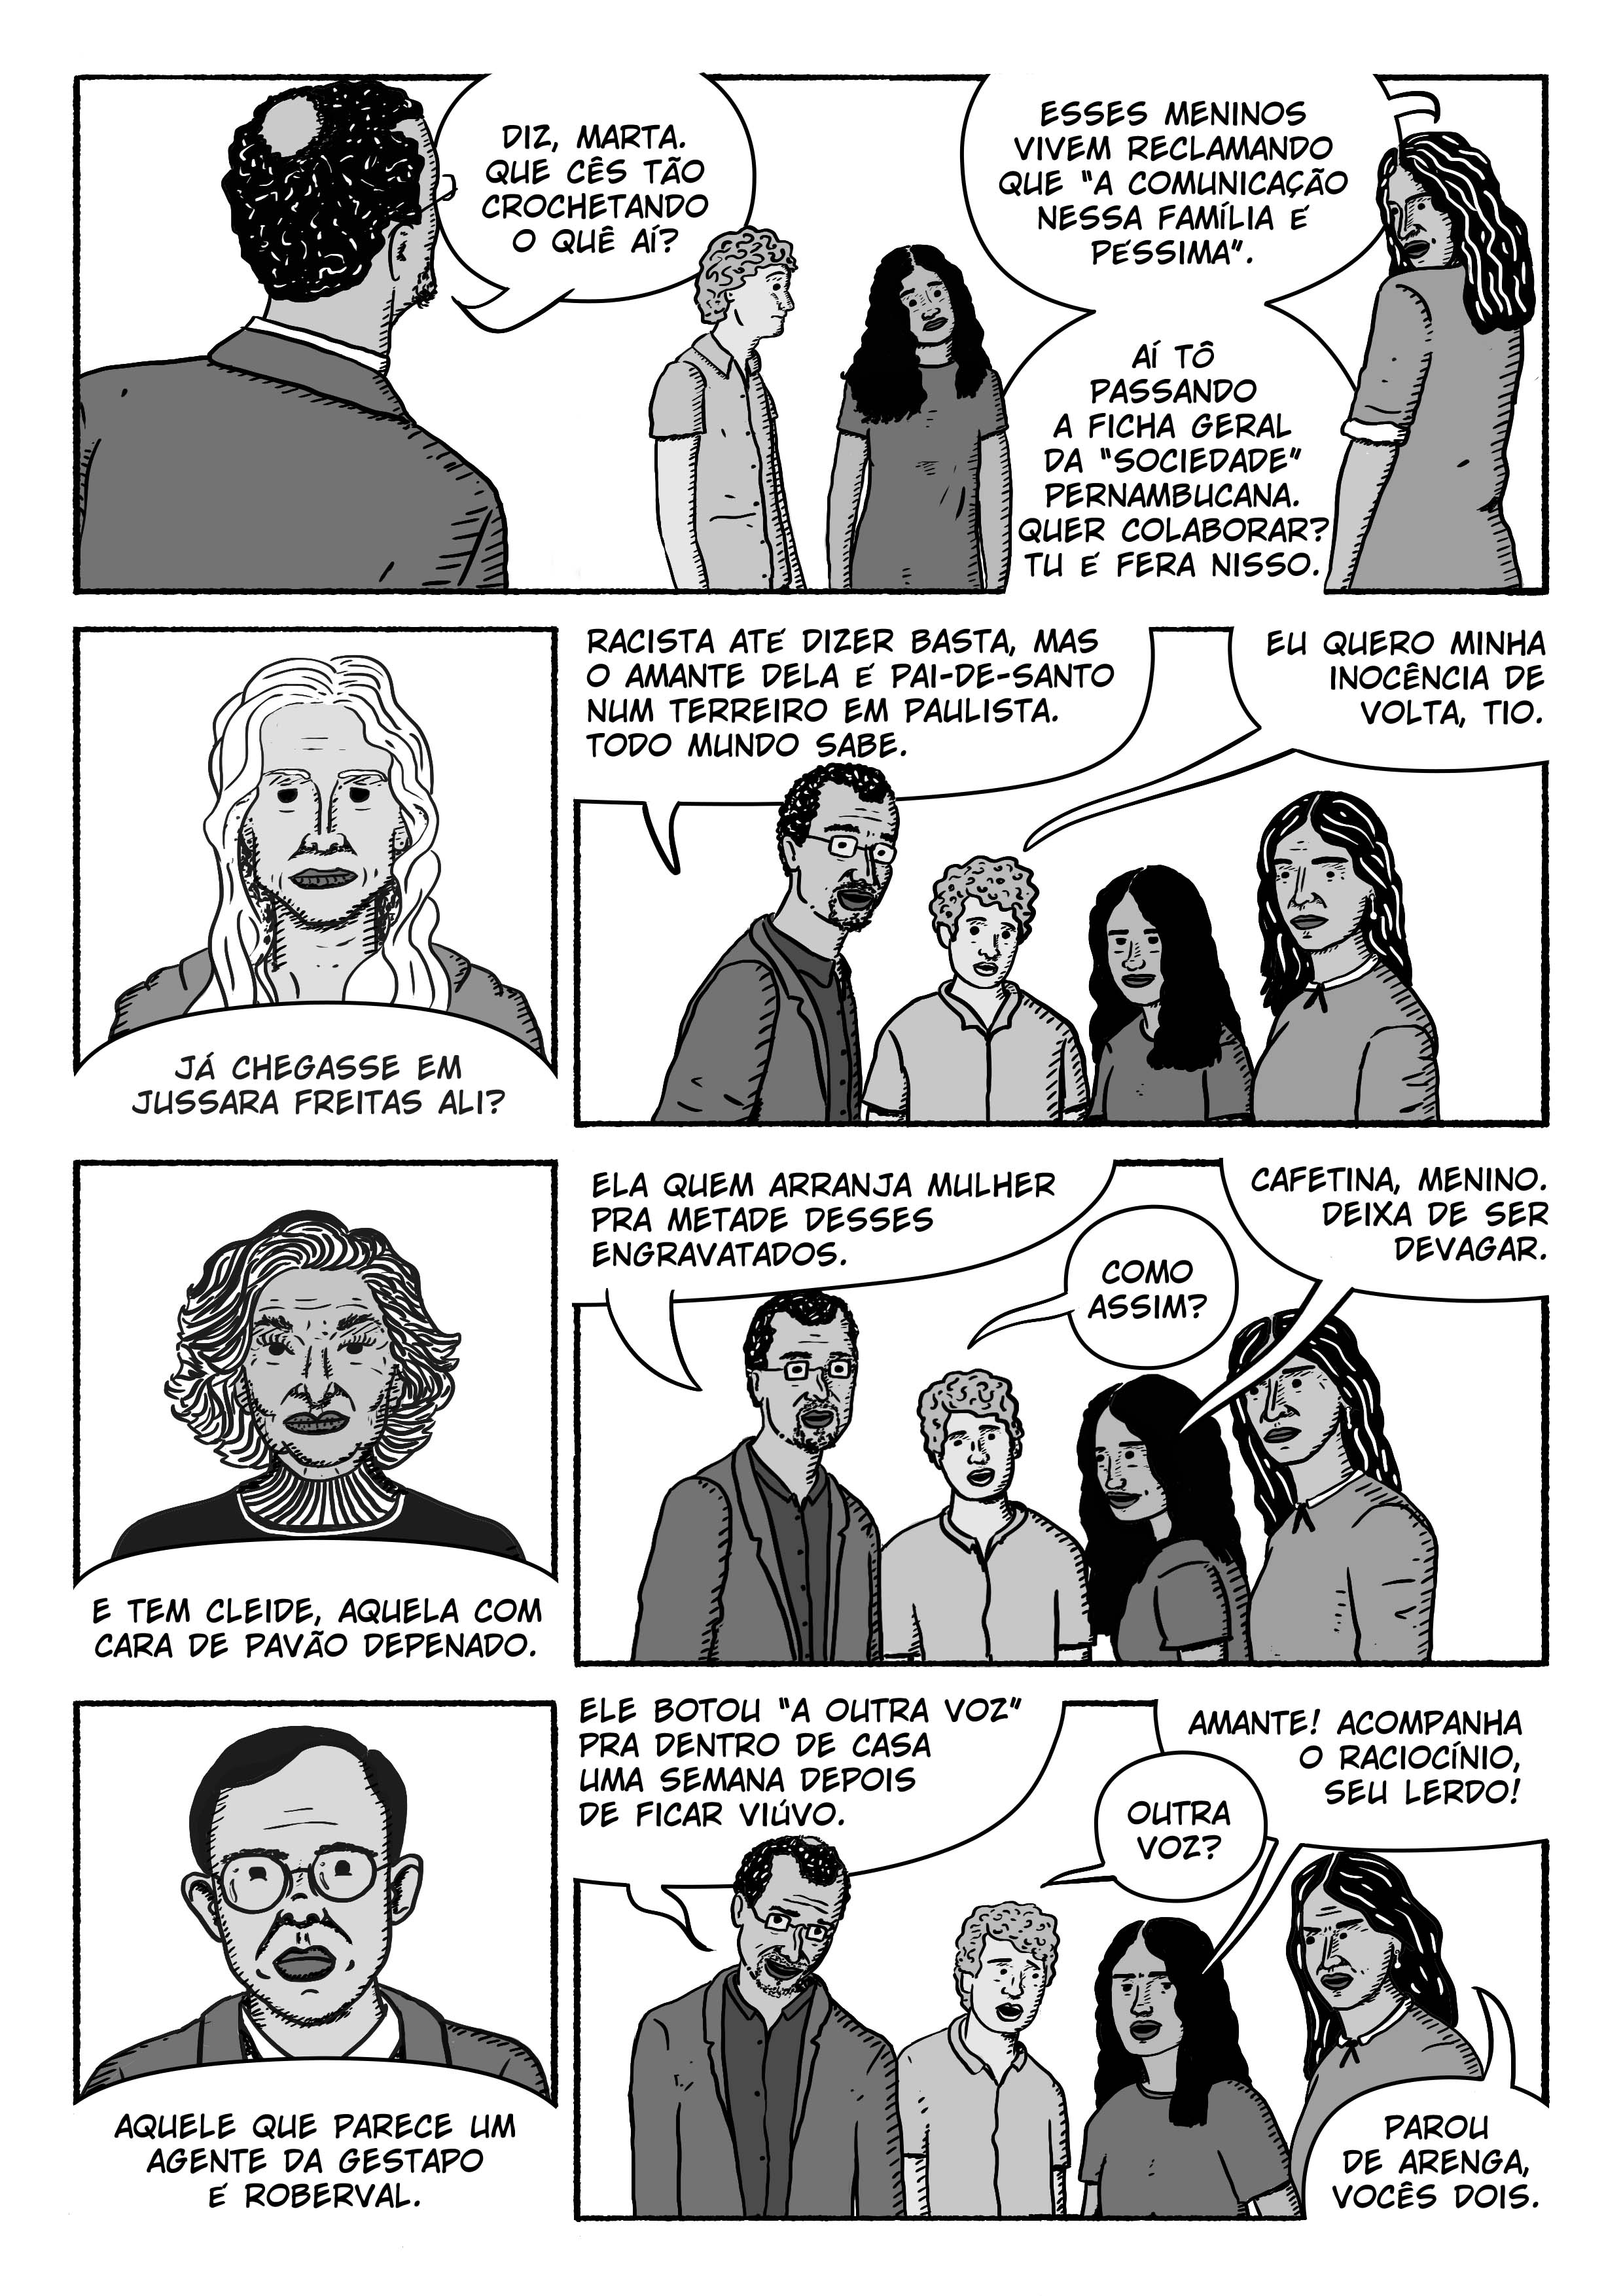 DIZ, MARTA.
QUE CÊS TÃO
CROCHETANDO
O QUÊ AÍ?
ESSES MENINOS
VIVEM RECLAMANDO
QUE "A COMUNICAÇÃO
NESSA FAMÍLIA É
PÉSSIMA".
AÍ TÔ
PASSANDO
A FICHA GERAL
DA "SOCIEDADE"
PERNAMBUCANA.
QUER COLABORAR?
TU É FERA NISSO.
JÁ CHEGASSE EM
JUSSARA FREITAS ALI?
RACISTA ATÉ DIZER BASTA, MAS
O AMANTE DELA É PAI-DE-SANTO
NUM TERREIRO EM PAULISTA.
TODO MUNDO SABE.
EU QUERO MINHA
INOCÊNCIA DE
VOLTA, TIO.
E TEM CLEIDE, AQUELA COM
CARA DE PAVÃO DEPENADO.
ELA QUEM ARRANJA MULHER
PRA METADE DESSES
ENGRAVATADOS.
COMO
ASSIM?
CAFETINA, MENINO.
DEIXA DE SER
DEVAGAR.
AQUELE QUE PARECE UM
AGENTE DA GESTAPO
É ROBERVAL.
ELE BOTOU "A OUTRA VOZ"
PRA DENTRO DE CASA
UMA SEMANA DEPOIS
DE FICAR VIÚVO.
OUTRA
VOZ?
AMANTE! ACOMPANHA
O RACIOCÍNIO,
SEU LERDO!
PAROU
DE ARENGA,
VOCÊS DOIS.